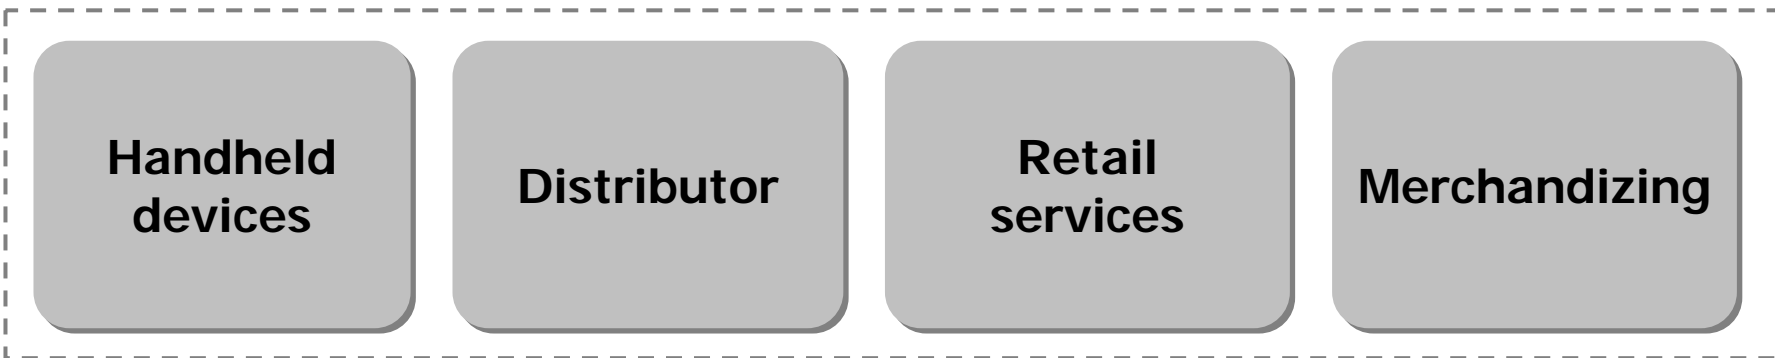 Handheld
devices
Distributor
Retail
services
Merchandizing